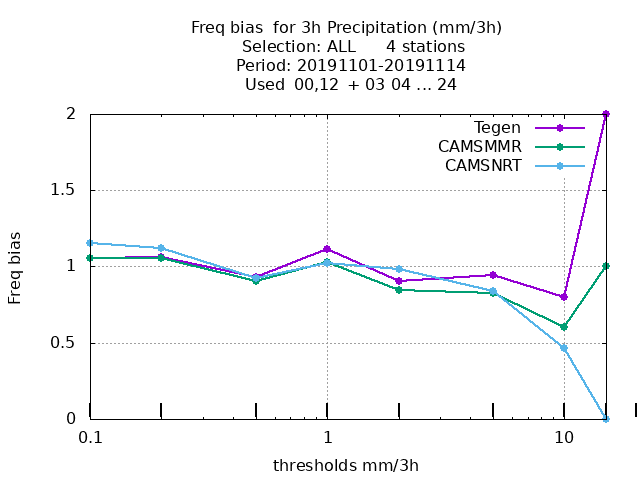 Freq bias  for 3h Precipitation (mm/3h)
Selection: ALL      4 stations
Period: 20191101-20191114
Used  00,12  + 03 04 ... 24
Tegen
CAMSMMR
CAMSNRT
2
1.5
1
0.5
0
Freq bias
0.1
1
10
thresholds mm/3h